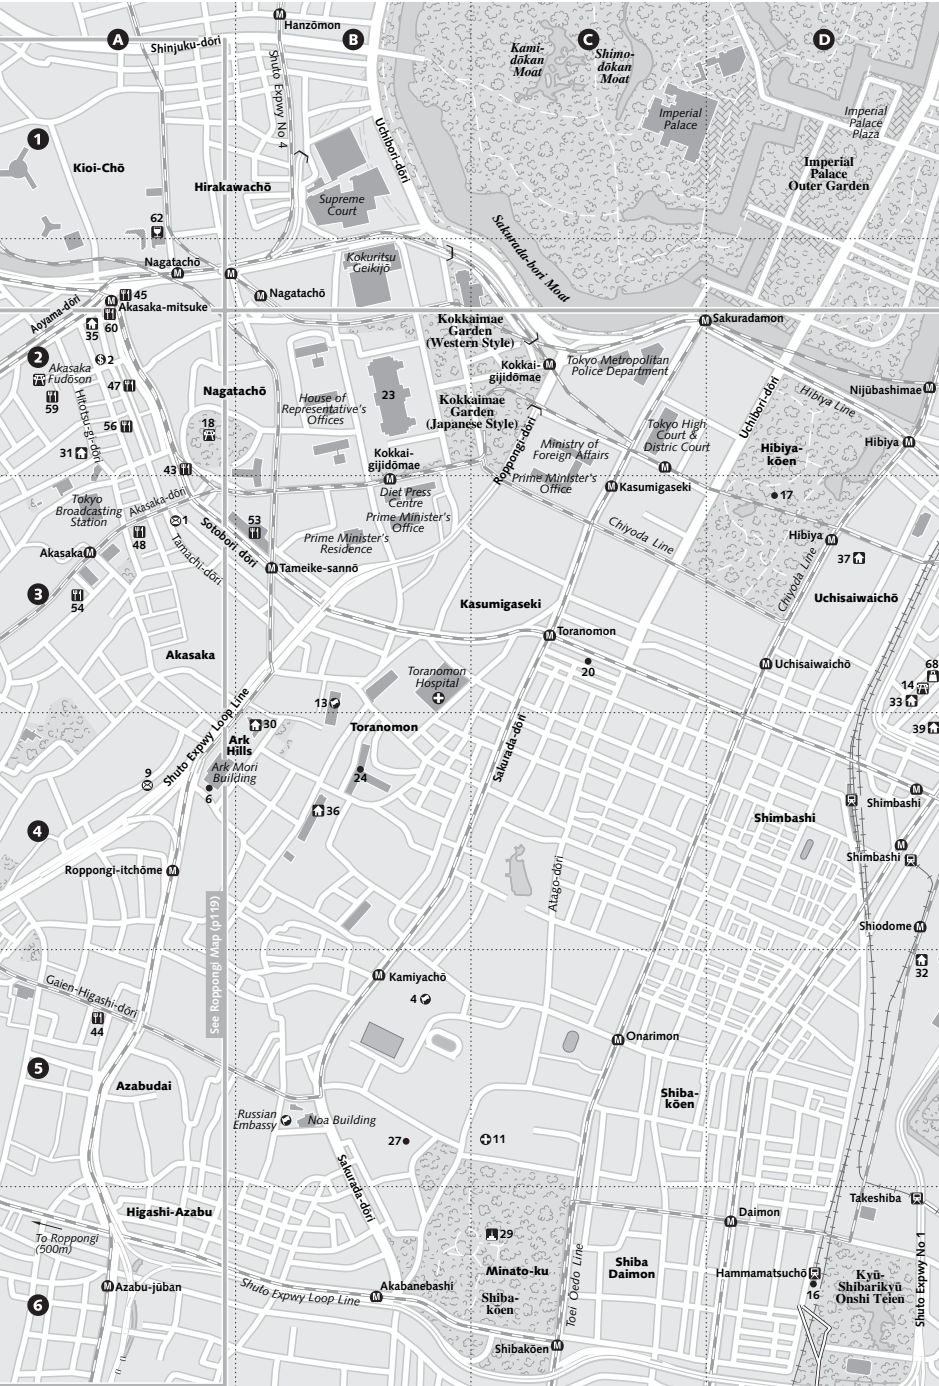 A
B
C
D
Hanzōmon
Shinjuku-dōri
Shuto Expwy No 4
Uchibori-dōri
Kami-
dōkan
Moat
Shimo-
dōkan
Moat
Imperial
Palace
Imperial
Palace
Plaza
1
Kioi-Chō
Hirakawachō
Imperial
Palace
Outer Garden
Supreme
Court
62
Sakurada-bori Moat
Nagatachō
Kokuritsu
Geikijō
Nagatachō
45
Akasaka-mitsuke
Aoyama-dōri
60
35
Kokkaimae
Garden
(Western Style)
Sakuradamon
2
2
Akasaka
Fudōson
59
47
Nagatachō
Kokkai-
gijidōmae
Tokyo Metropolitan
Police Department
Nijūbashimae
Hitotsu-gi-dōri
House of
Representative's
Offices
23
Kokkaimae
Garden
(Japanese Style)
Uchibori-dōri
Hibiya Line
56
18
31
Roppongi-dōri
Ministry of
Foreign Affairs
Tokyo High
Court &
Distric Court
Hibiya-
kōen
Hibiya
43
Kokkai-
gijidōmae
Prime Minister's
Office
Kasumigaseki
17
Tokyo
Broadcasting
Station
Akasaka-dōri
Diet Press
Centre
Prime Minister's
Office
1
48
Sotobori dōri
53
Prime Minister's
Residence
Chiyoda Line
Hibiya
37
Akasaka
Tamachi-dōri
Tameike-sannō
Chiyoda Line
3
54
Kasumigaseki
Uchisaiwaichō
Toranomon
Akasaka
20
Uchisaiwaichō
Toranomon
Hospital
68
14
33
39
13
30
Ark
Hills
Toranomon
Shuto Expwy Loop Line
Sakurada-dōri
Ark Mori
Building
9
6
24
36
Shimbashi
Shimbashi
4
Shimbashi
Roppongi-itchōme
Atago-dōri
See Roppongi Map (p119)
Shiodome
32
Kamiyachō
4
Gaien-Higashi-dōri
44
Onarimon
5
Azabudai
Shiba-
kōen
Russian
Embassy
Noa Building
27
11
Sakurada-dōri
Takeshiba
Higashi-Azabu
Daimon
To Roppongi
(500m)
29
Minato-ku
Toei Oedo Line
Shiba
Daimon
Hammamatsuchō
16
Kyū-
Shibarikyū
Onshi Teien
Shuto Expwy No 1
Azabu-jūban
Shuto Expwy Loop Line
Akabanebashi
Shiba-
kōen
6
Shibakōen